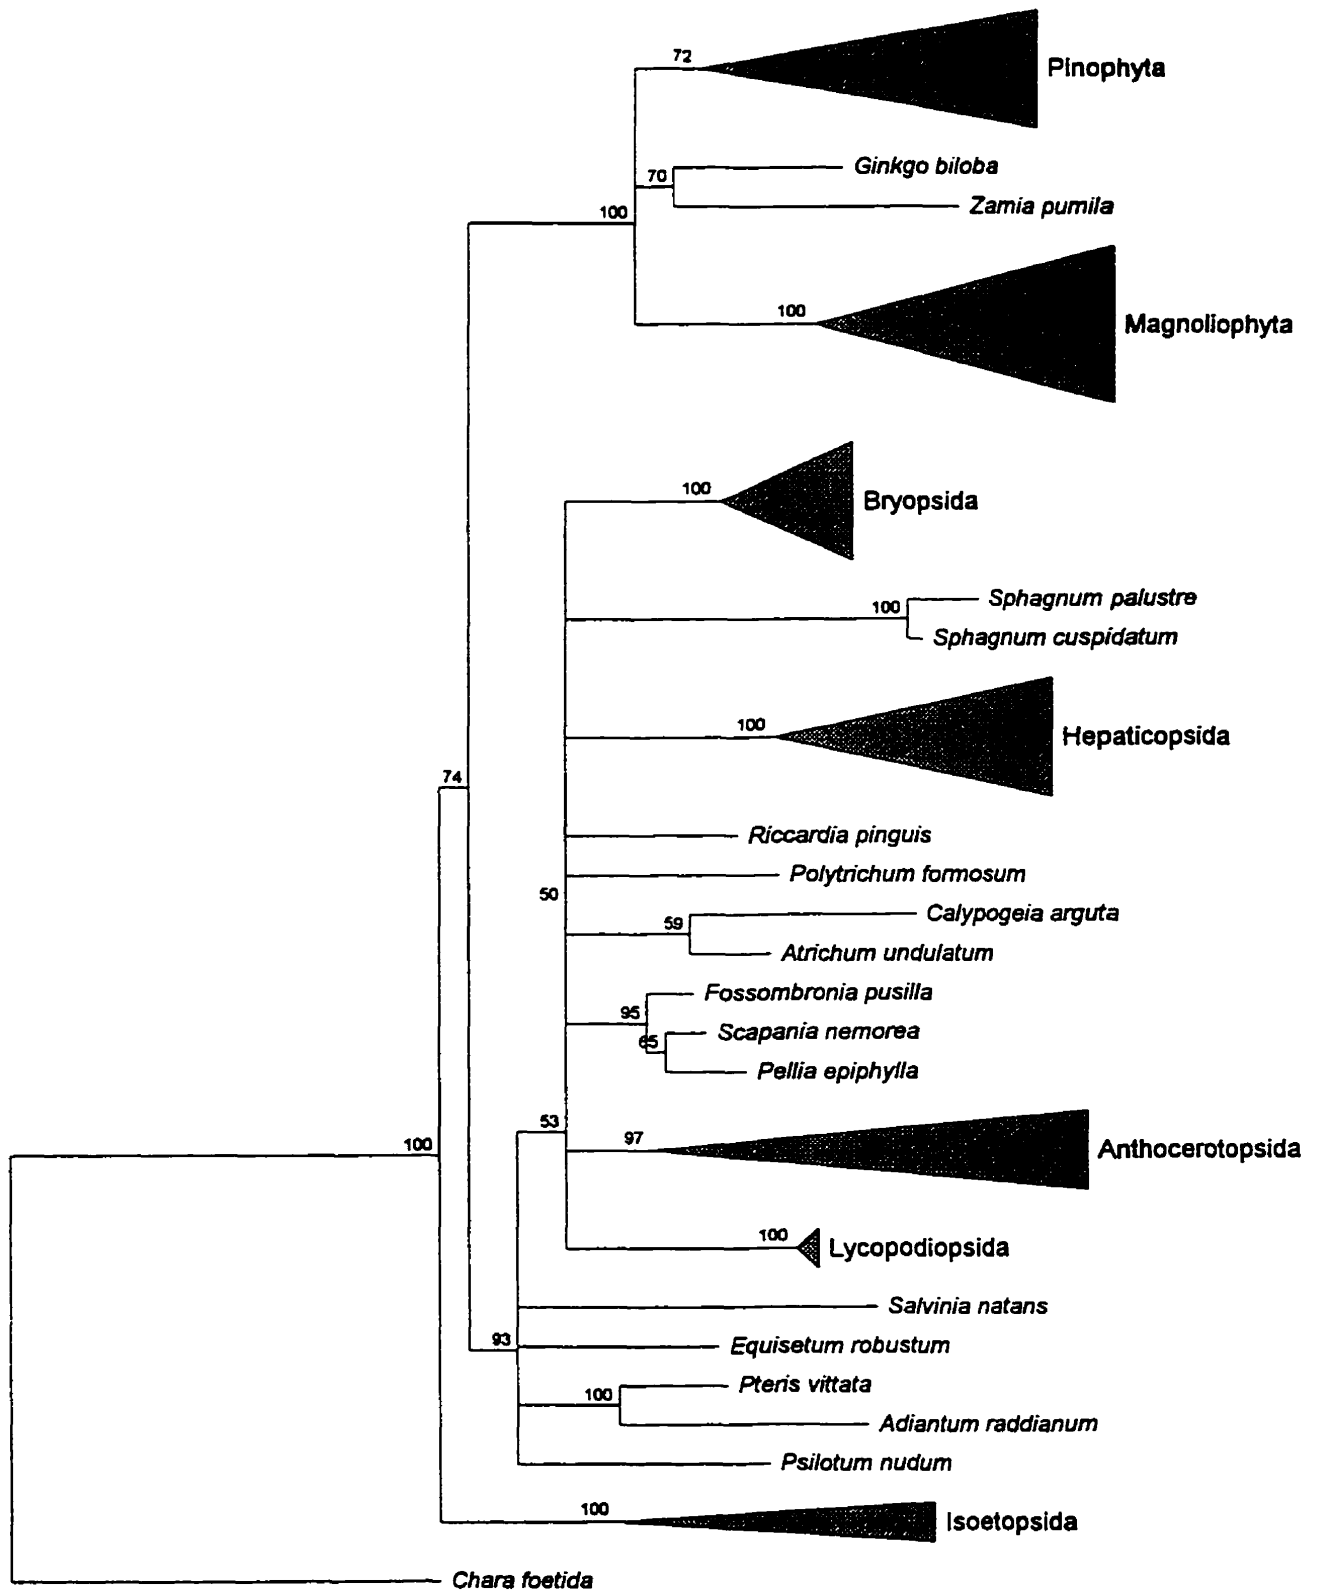 72
Pinophyta
Ginkgo biloba
70
Zamia pumila
100
100
Magnoliophyta
100
Bryopsida
100
Sphagnum palustre
Sphagnum cuspidatum
100
Hepaticopsida
74
Riccardia pinguis
Polytrichum formosum
50
Calypogeia arguta
59
Atrichum undulatum
Fossombronia pusilla
95
Scapania nemorea
65
Pellia epiphylla
53
97
Anthocerotopsida
100
100
Lycopodiopsida
Salvinia natans
93
Equisetum robustum
Pteris vittata
100
Adiantum raddianum
Psilotum nudum
100
Isoetopsida
Chara foetida